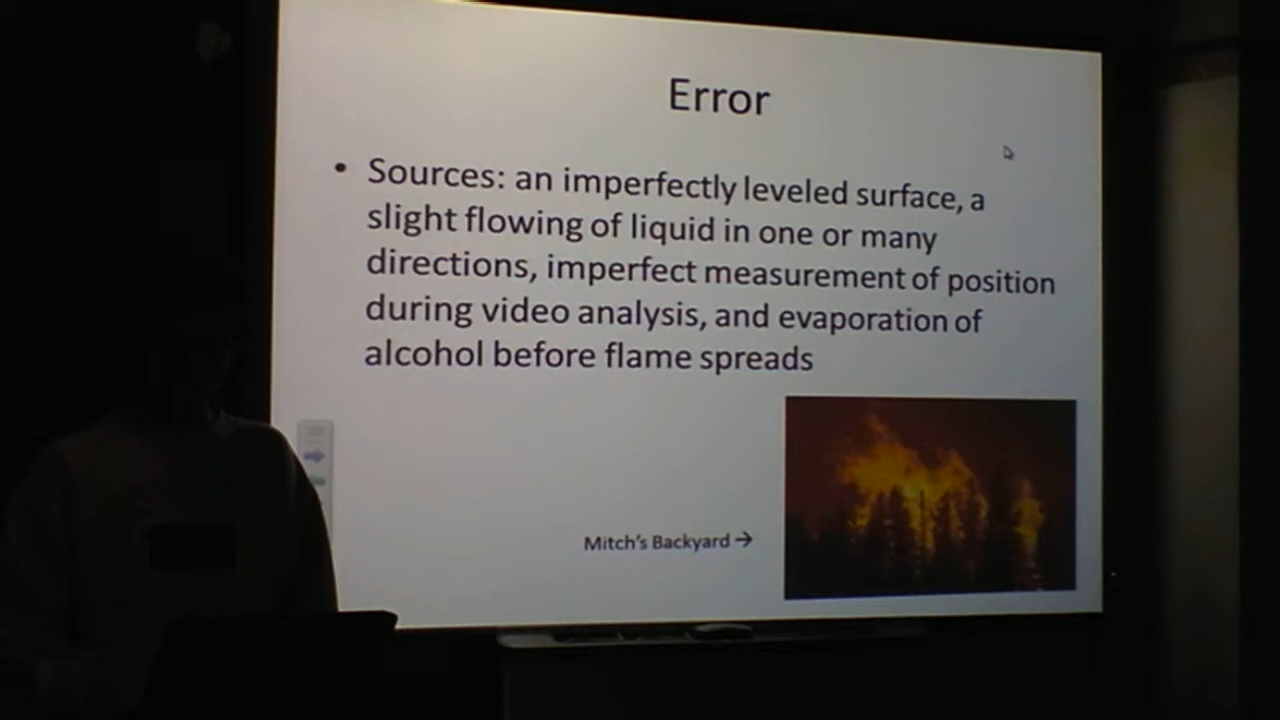 Error
• Sources: an imperfectly leveled surface, a
slight flowing of liquid in one or many
directions, imperfect measurement of position
during video analysis, and evaporation of
alcohol before flame spreads
Mitch's Backyard →